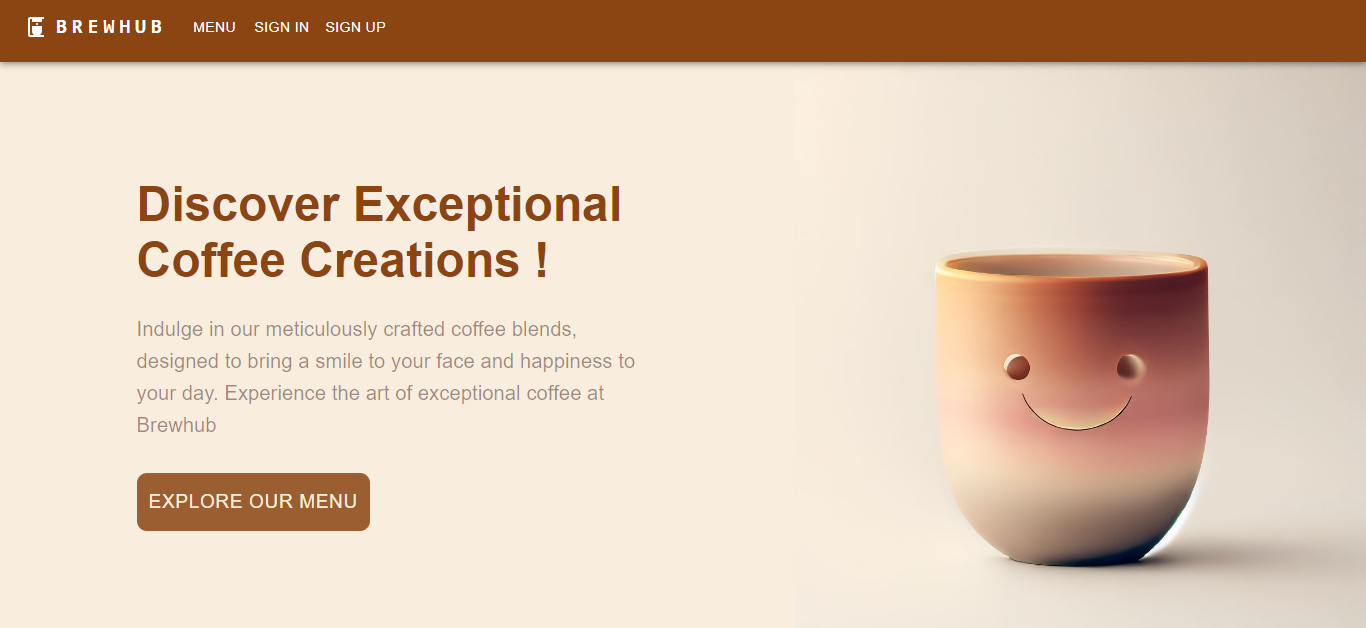 BREWHUB MENU SIGN IN SIGN UP
Discover Exceptional
Coffee Creations !
Indulge in our meticulously crafted coffee blends,
designed to bring a smile to your face and happiness to
your day. Experience the art of exceptional coffee at
Brewhub
EXPLORE OUR MENU